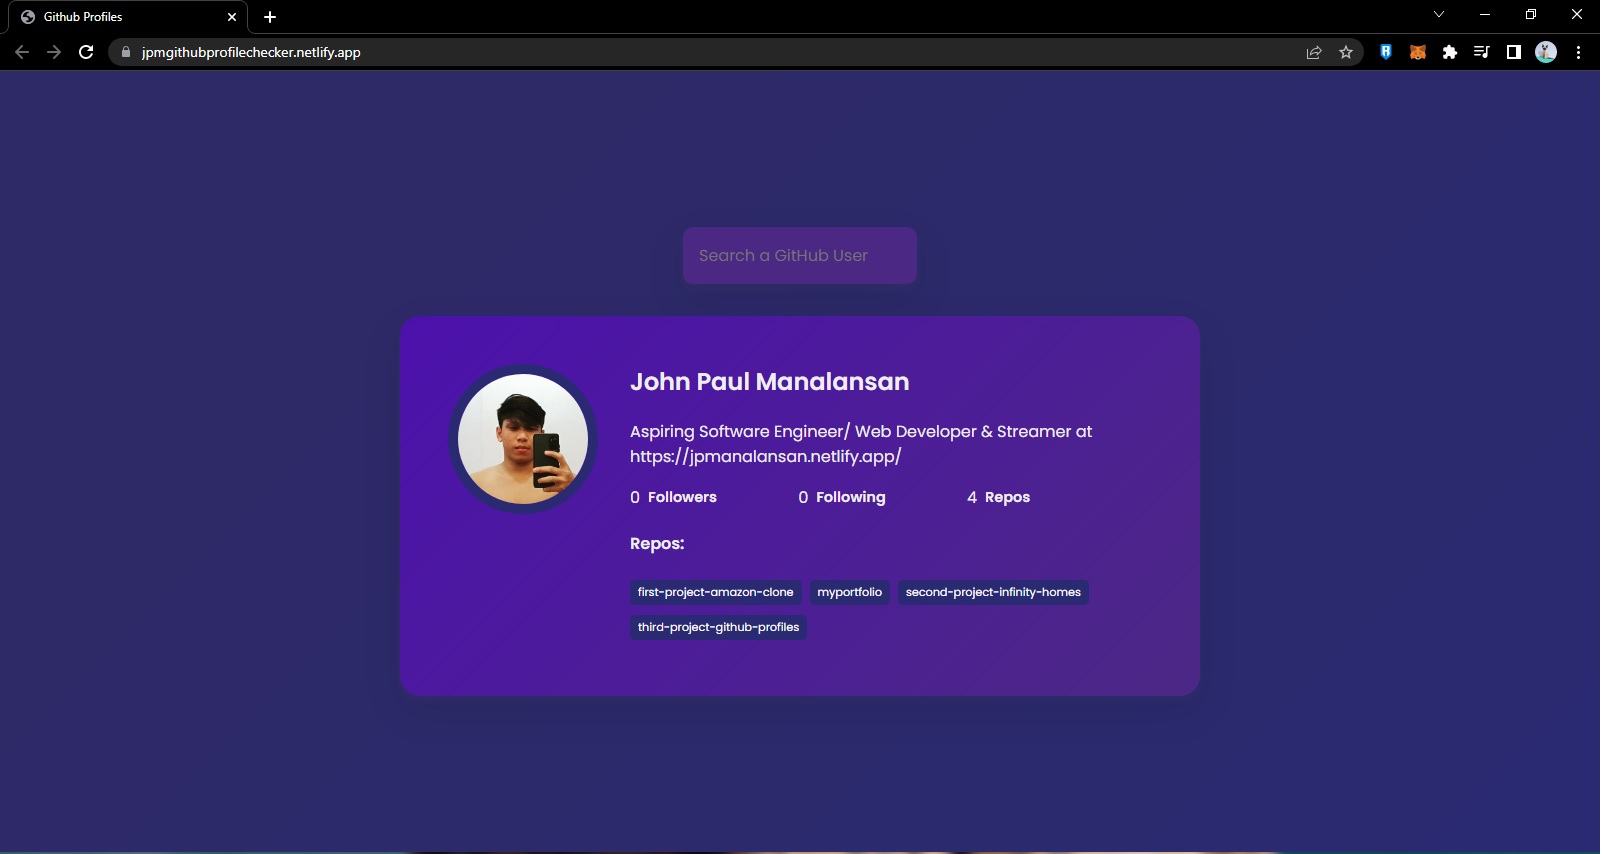 Github Profiles
jpmgithubprofilechecker.netlify.app
Search a GitHub User
John Paul Manalansan
Aspiring Software Engineer/ Web Developer & Streamer at
https://jpmanalansan.netlify.app/
0 Followers 0 Following 4 Repos
Repos:
first-project-amazon-clone myportfolio second-project-infinity-homes
third-project-github-profiles